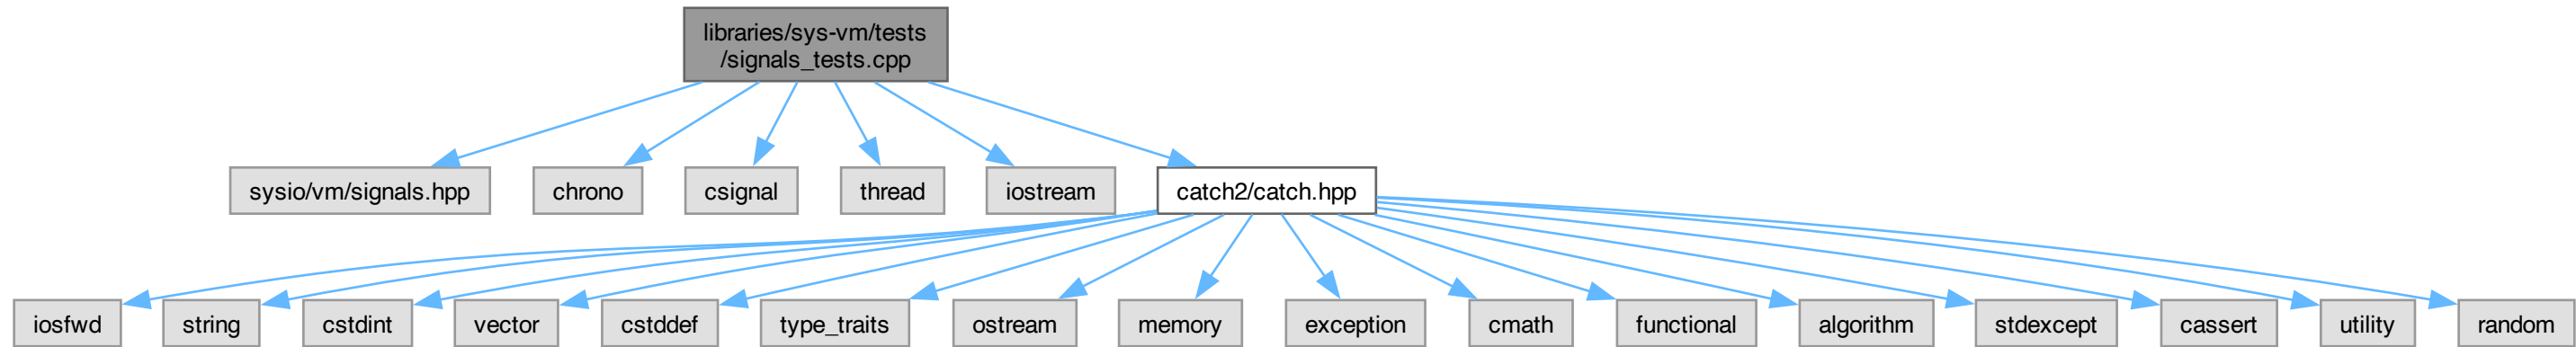 libraries/sys-vm/tests
/signals_tests.cpp
sysio/vm/signals.hpp
chrono
csignal
thread
iostream
catch2/catch.hpp
iosfwd
string
cstdint
vector
cstddef
type_traits
ostream
memory
exception
cmath
functional
algorithm
stdexcept
cassert
utility
random